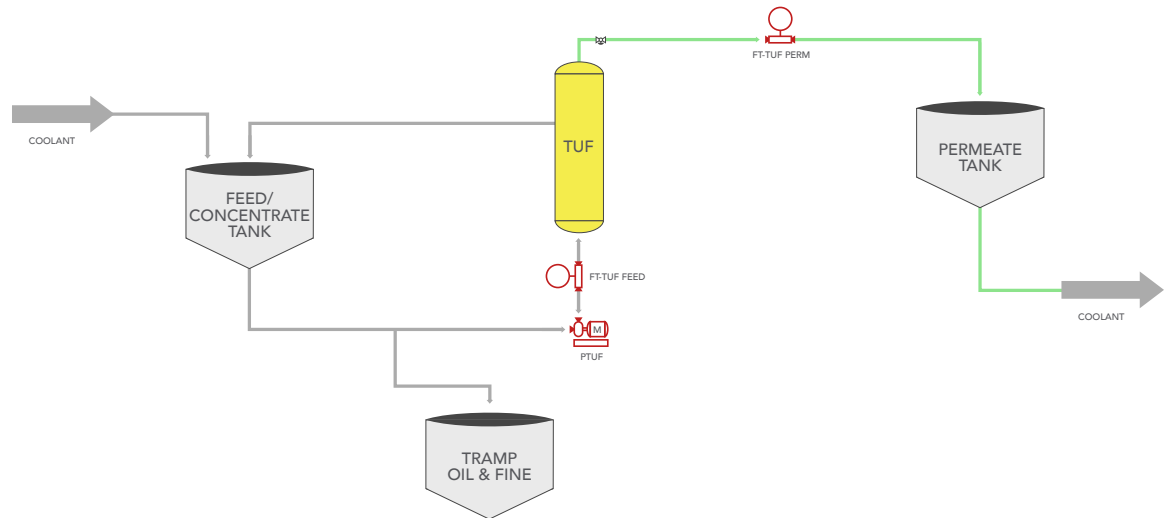 FT-TUF PERM
COOLANT
TUF
PERMEATE
TANK
FEED/
CONCENTRATE
TANK
FT-TUF FEED
COOLANT
M
PTUF
TRAMP
OIL & FINE